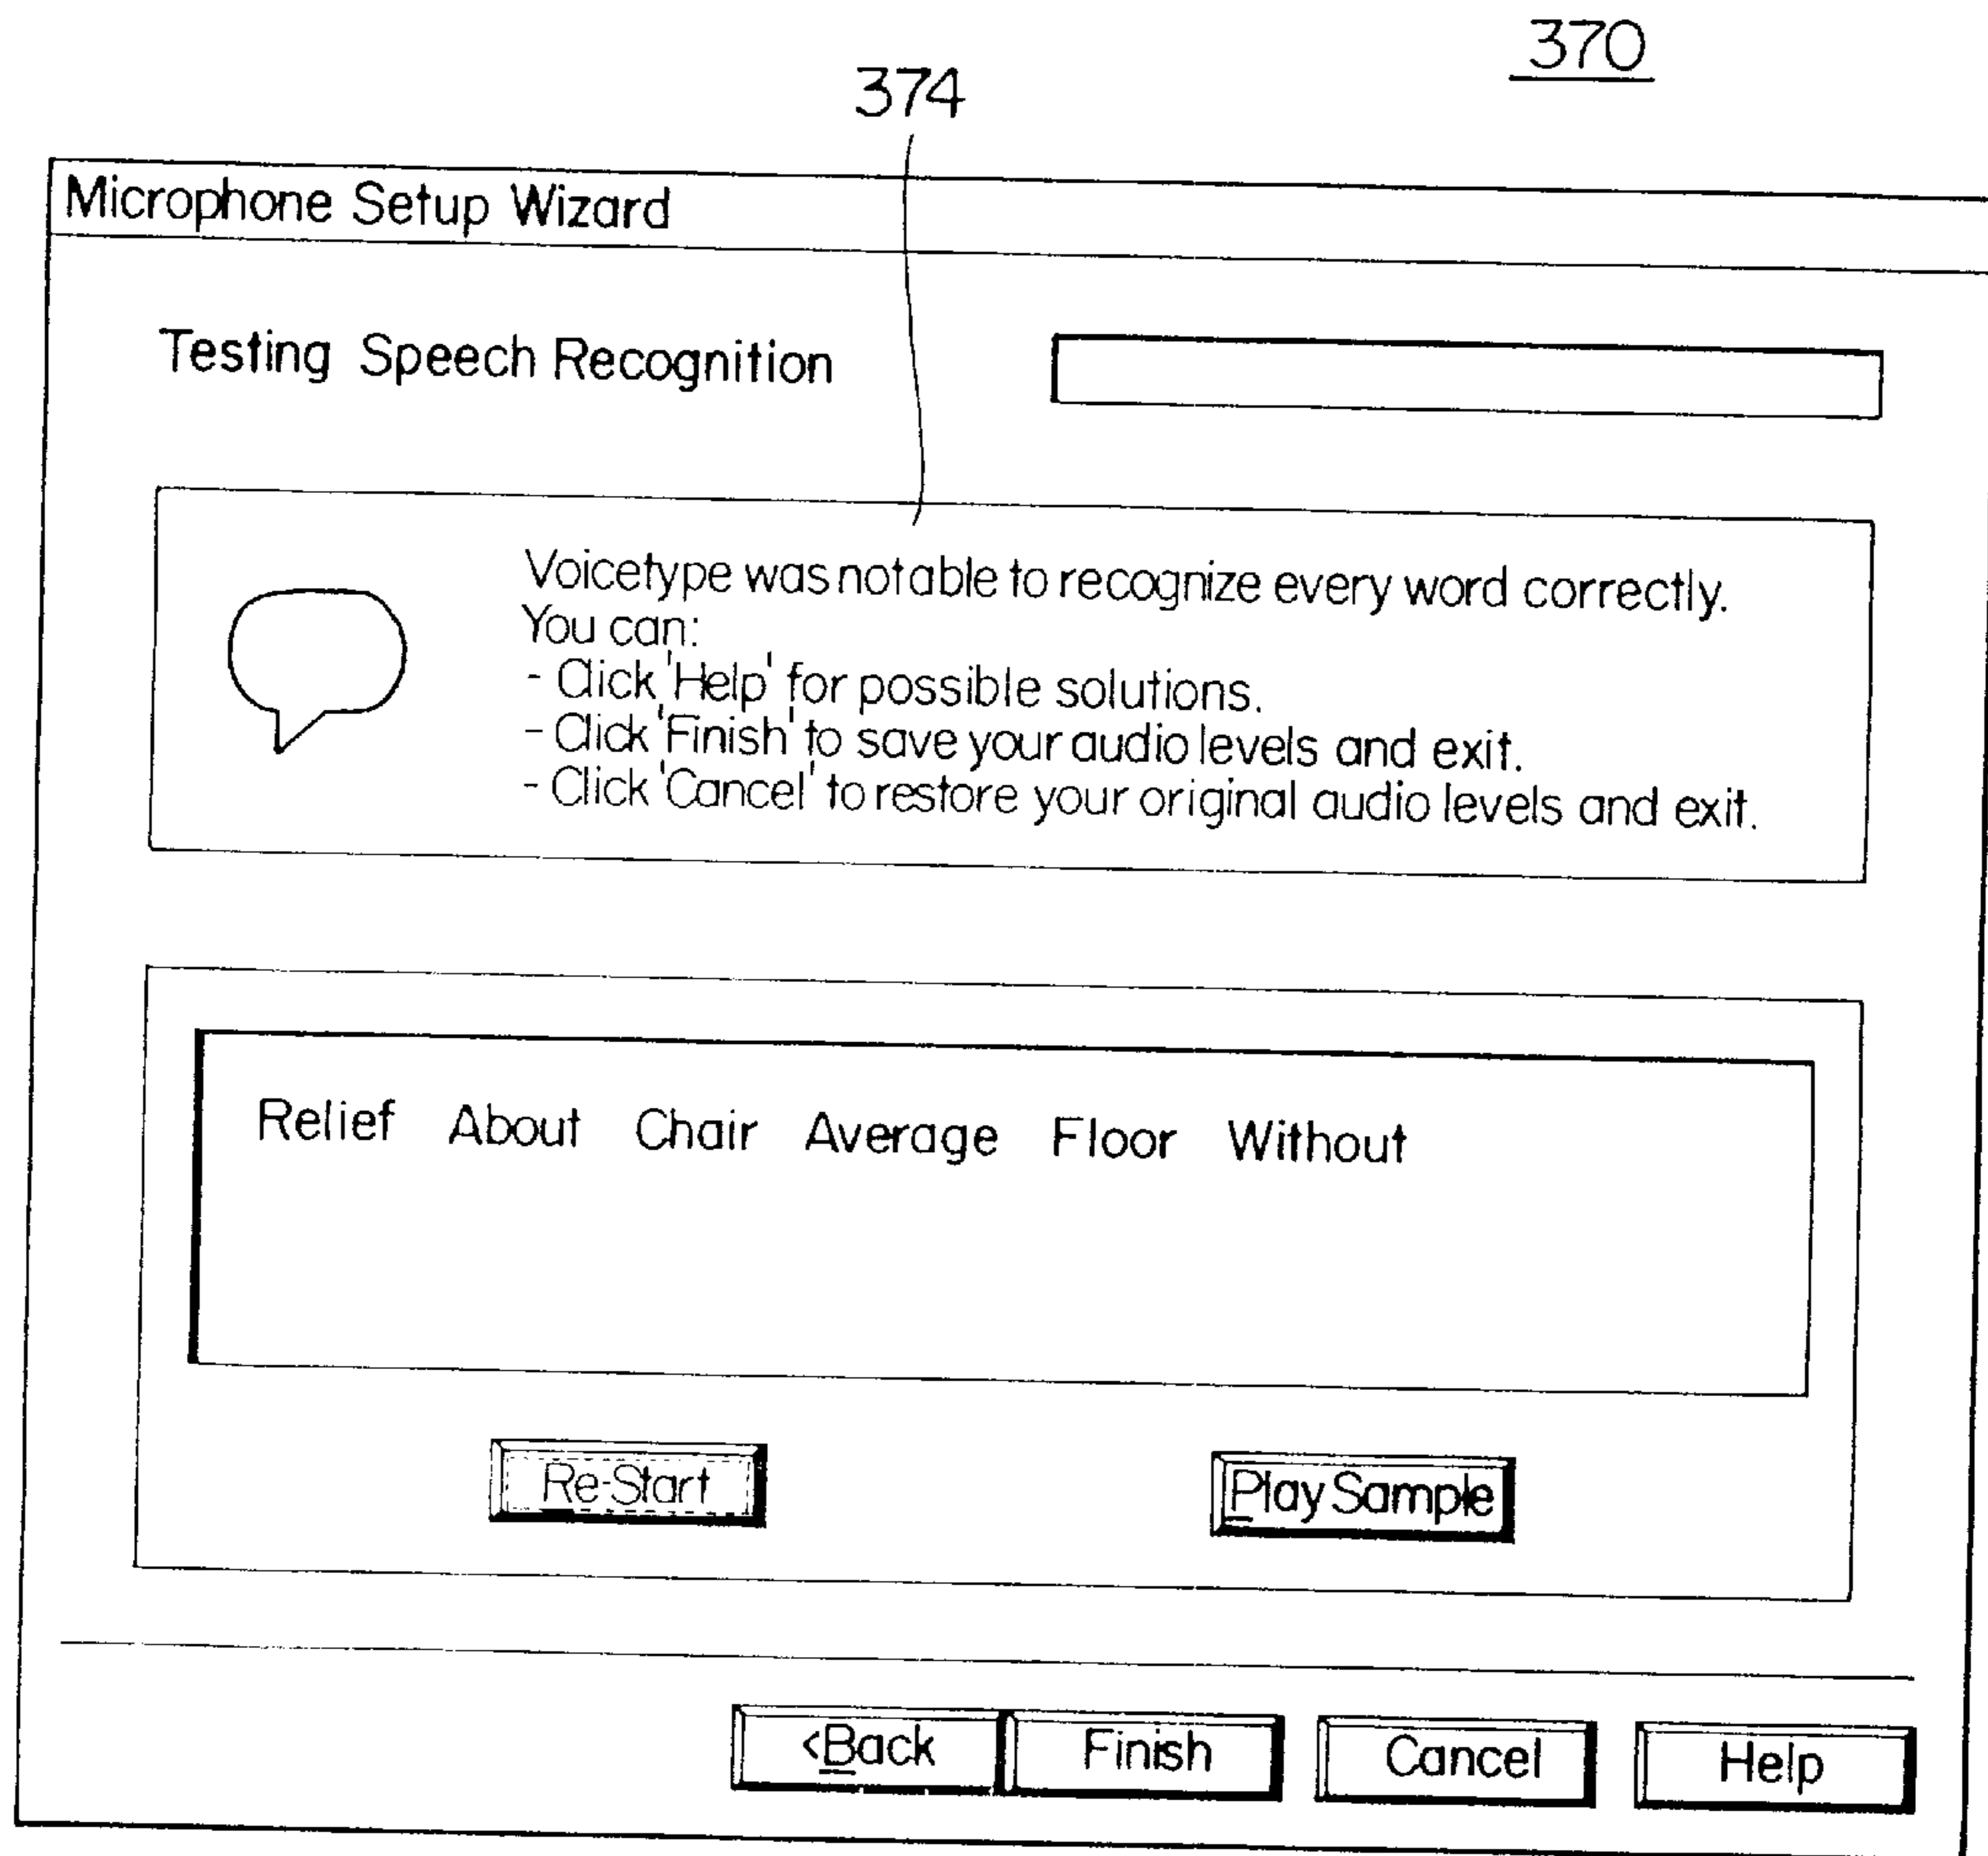 370
374
Microphone Setup Wizard
Testing Speech Recognition
Voicetype was not able to recognize every word correctly.
You can:
- Click 'Help' for possible solutions.
- Click 'Finish' to save your audio levels and exit.
- Click 'Cancel' to restore your original audio levels and exit.
Relief About Chair Average Floor Without
Re-Start Play Sample
<Back Finish Cancel Help